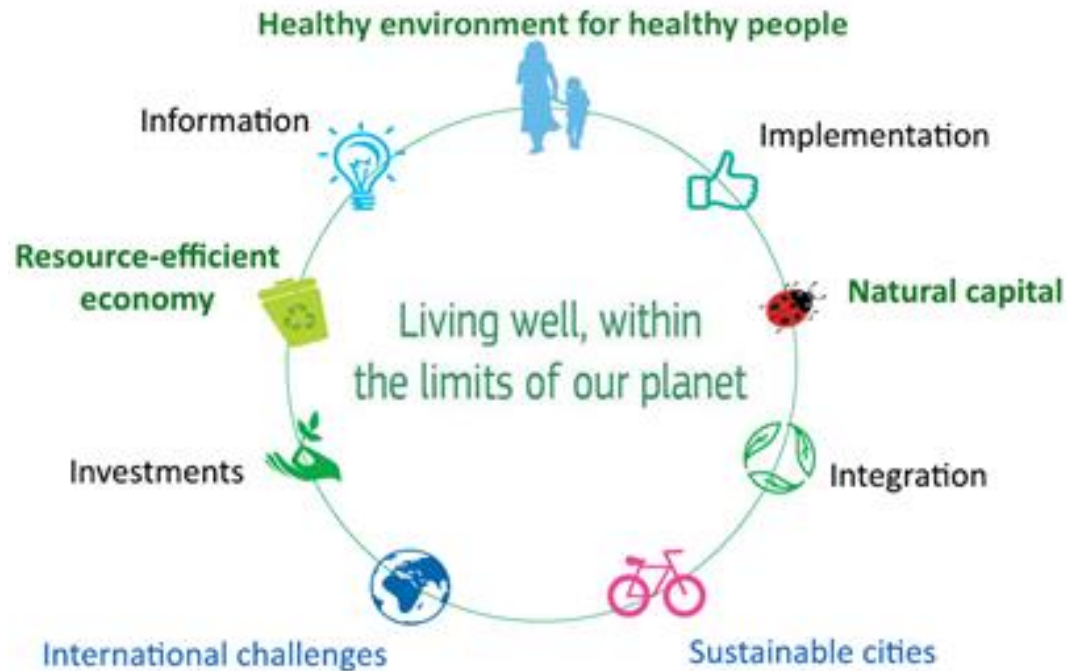 Healthy environment for healthy people
Information
Implementation
Resource-efficient
economy
Natural capital
Living well, within
the limits of our planet
Investments
Integration
International challenges
Sustainable cities